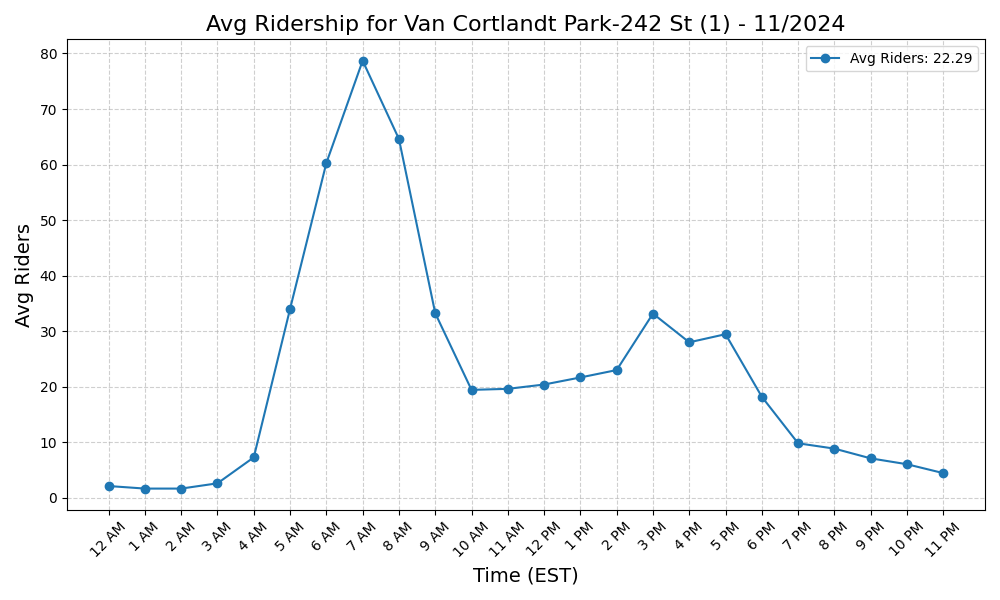 Avg Ridership for Van Cortlandt Park-242 St (1) - 11/2024
Avg Riders: 22.29
Avg Riders
80
70
60
50
40
30
20
10
0
12 AM
1 AM
2 AM
3 AM
4 AM
5 AM
6 AM
7 AM
8 AM
9 AM
10 AM
11 AM
12 PM
1 PM
2 PM
3 PM
4 PM
5 PM
6 PM
7 PM
8 PM
9 PM
10 PM
11 PM
Time (EST)